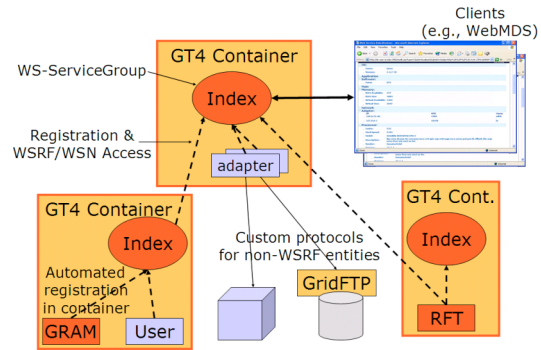 Clients
(e.g., WebMDS)
GT4 Container
WS-ServiceGroup
Index
Registration &
WSRF/WSN Access
adapter
GT4 Container
Index
Automated
registration
in container
GRAM
User
Custom protocols
for non-WSRF entities
GridFTP
GT4 Cont.
Index
RFT